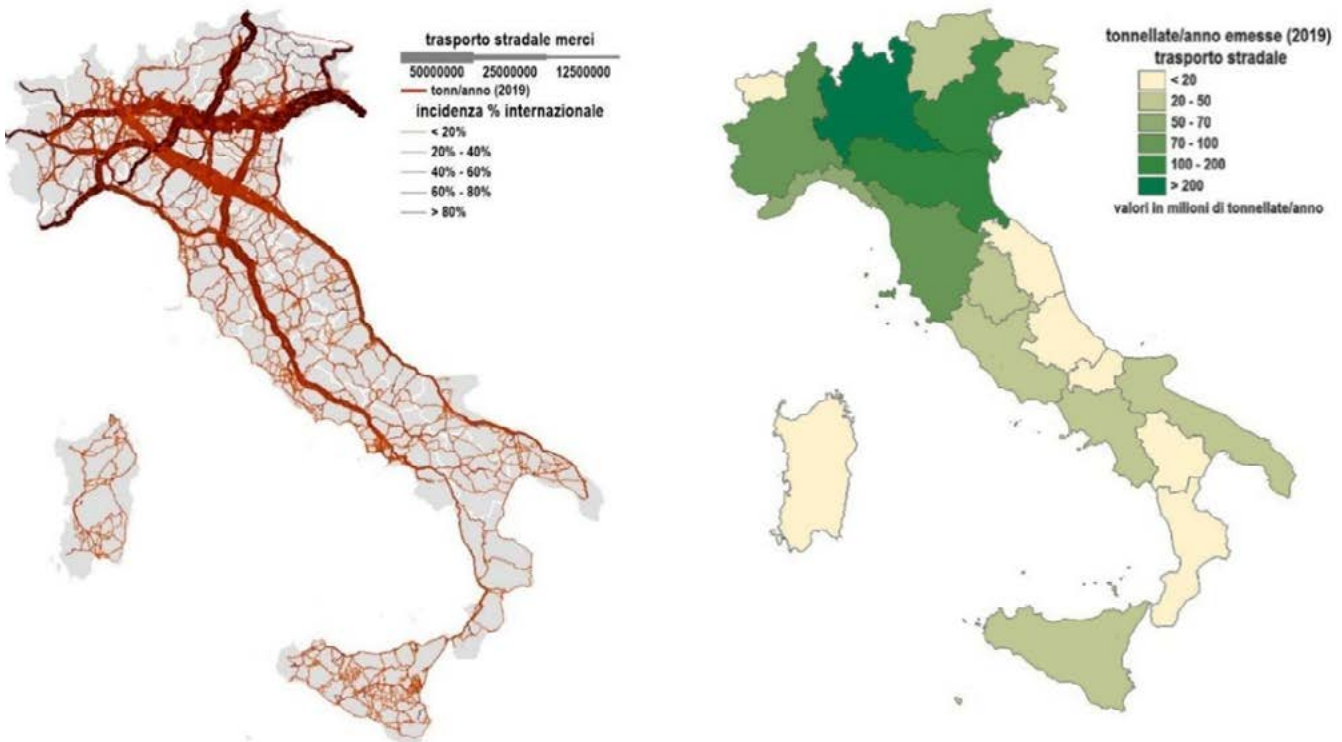 trasporto stradale merci
50000000 25000000 12500000
tonn/anno (2019)
incidenza % internazionale
< 20%
20% - 40%
40% - 60%
60% - 80%
> 80%
tonnellate/anno emesse (2019)
trasporto stradale
< 20
20 - 50
50 - 70
70 - 100
100 - 200
> 200
valori in milioni di tonnellate/anno